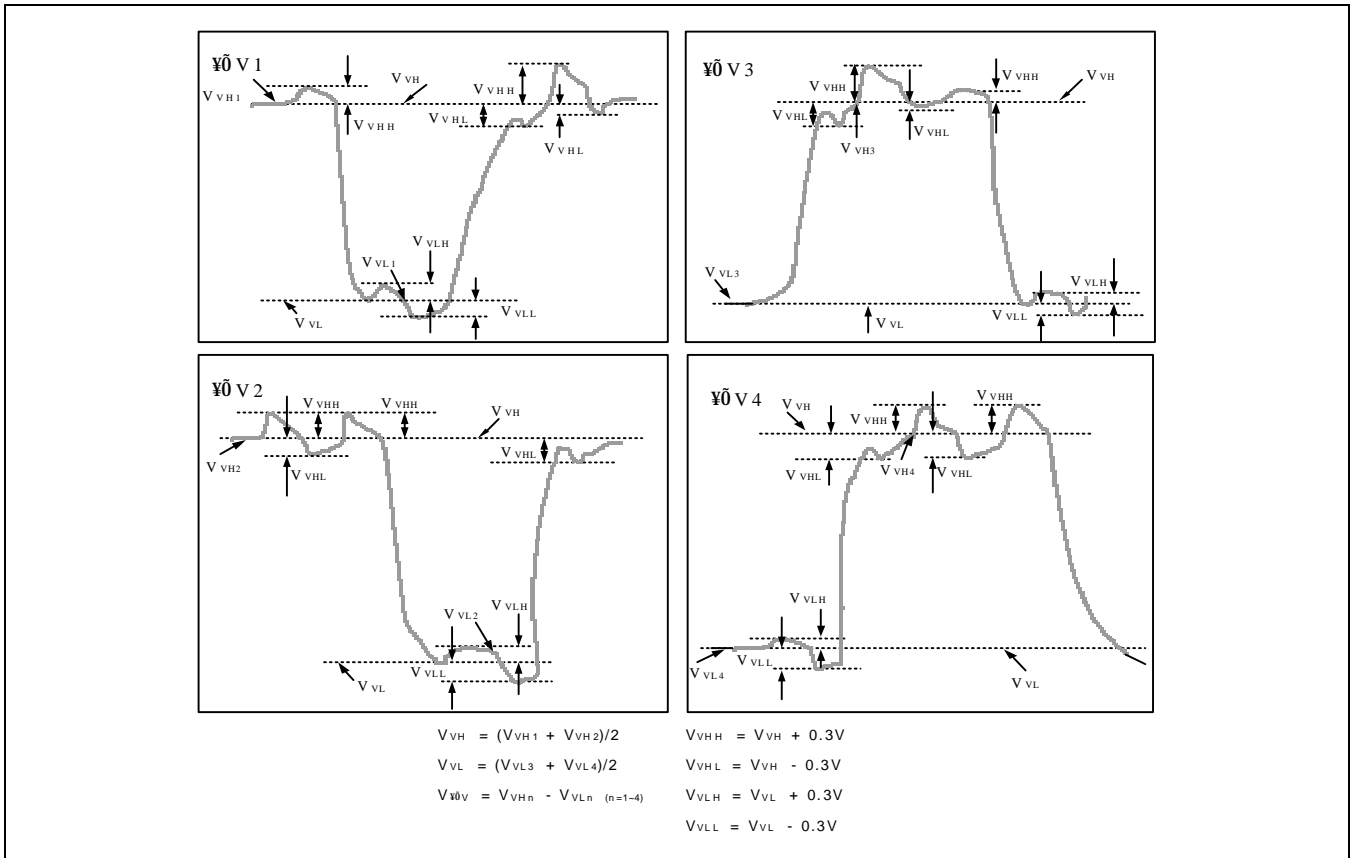 ¥Õ V 1
V VH1
V VHH
V VH
V VHH
V VHL
V VHL
V VLH
V VL1
V VLL
V VL
¥Õ V 3
V VHH
V VHH
V VH
V VHL
V VHL
V VH3
V VL3
V VLH
V VLL
V VL
¥Õ V 2
V VHH
V VHH
V VH
V VH2
V VHL
V VHL
V VLH
V VL2
V VLL
V VL
¥Õ V 4
V VH
V VHH
V VHH
V VHL
V VH4
V VHL
V VLH
V VLL
V VL4
V VL
VVH = (VVH1 + VVH2)/2
VVL = (VVL3 + VVL4)/2
V¥ÕV = VVHn - VVLn (n=1~4)
VVHH = VVH + 0.3V
VVHL = VVH - 0.3V
VVLH = VVL + 0.3V
VVLL = VVL - 0.3V